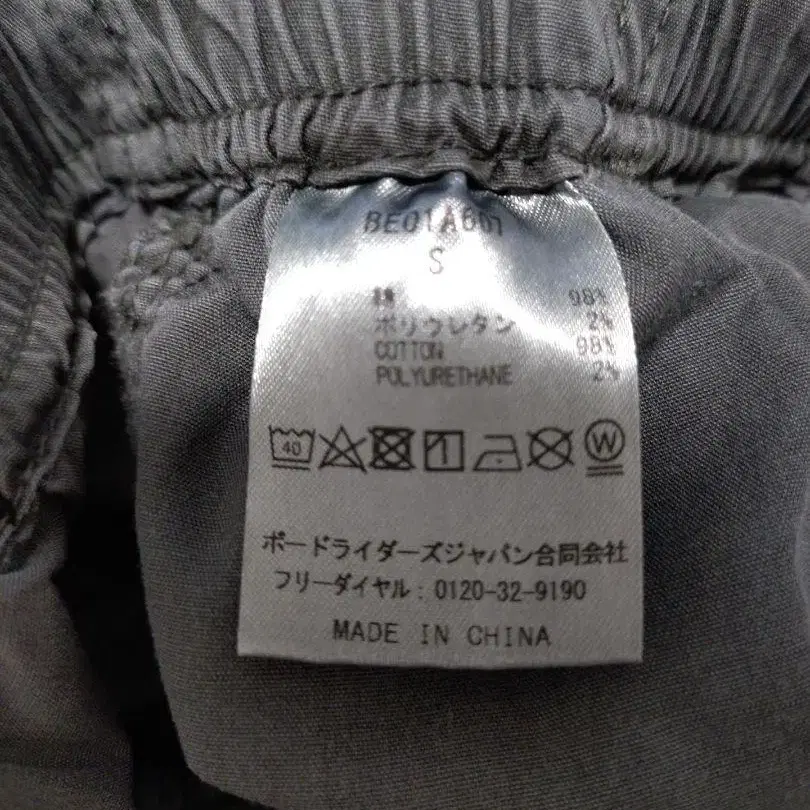 BE01A601
S
綿 98%
ポリウレタン 2%
COTTON 98%
POLYURETHANE 2%
40 1 W
ボードライダーズジャパン合同会社
フリーダイヤル：0120-32-9190
MADE IN CHINA